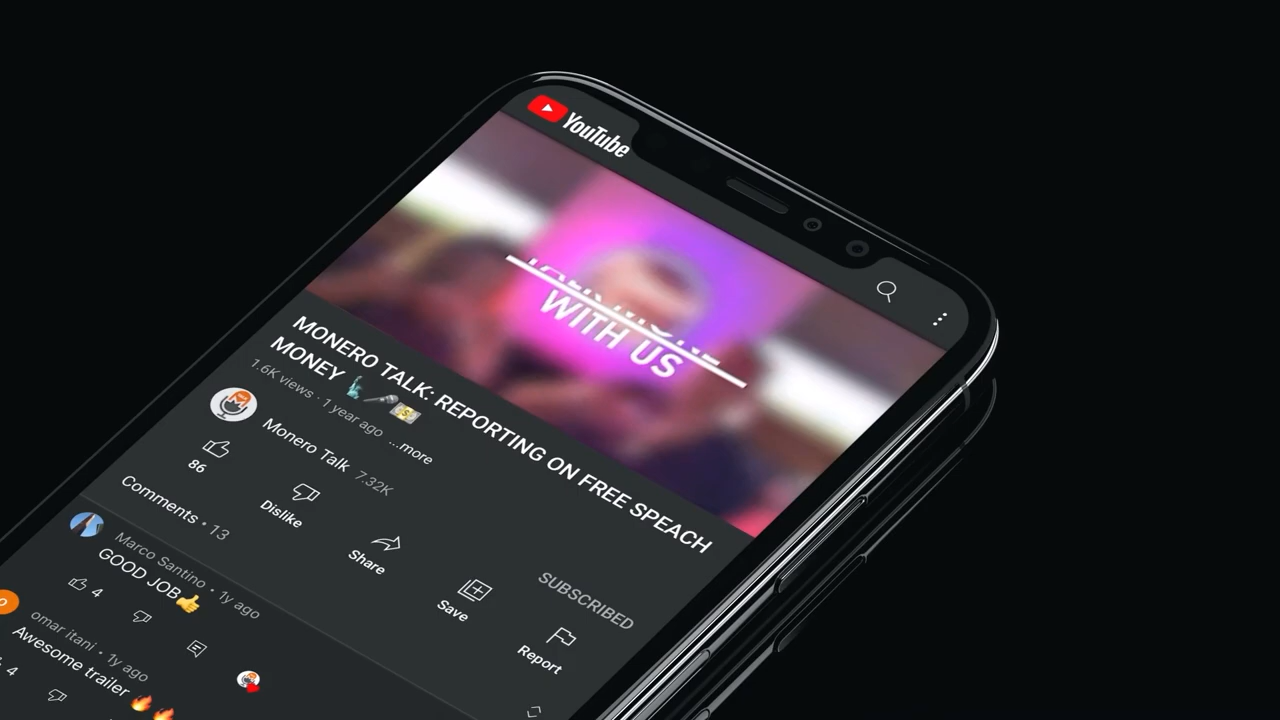 YouTube
WITH US
MONERO TALK: REPORTING ON FREE SPEACH
MONEY 🗽🎤💴
1.6K views · 1 year ago ...more
Monero Talk 7.32K
SUBSCRIBED
86
Dislike
Share
Save
Report
Comments • 13
Marco Santino • 1y ago
GOOD JOB👍
4
omar itani • 1y ago
Awesome trailer 🔥🔥
4